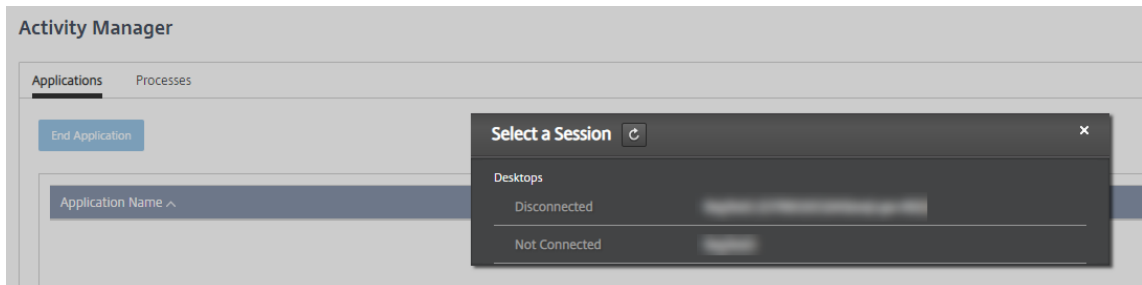 Activity Manager
Applications Processes
End Application
Select a Session
Application Name
Desktops
Disconnected
Not Connected